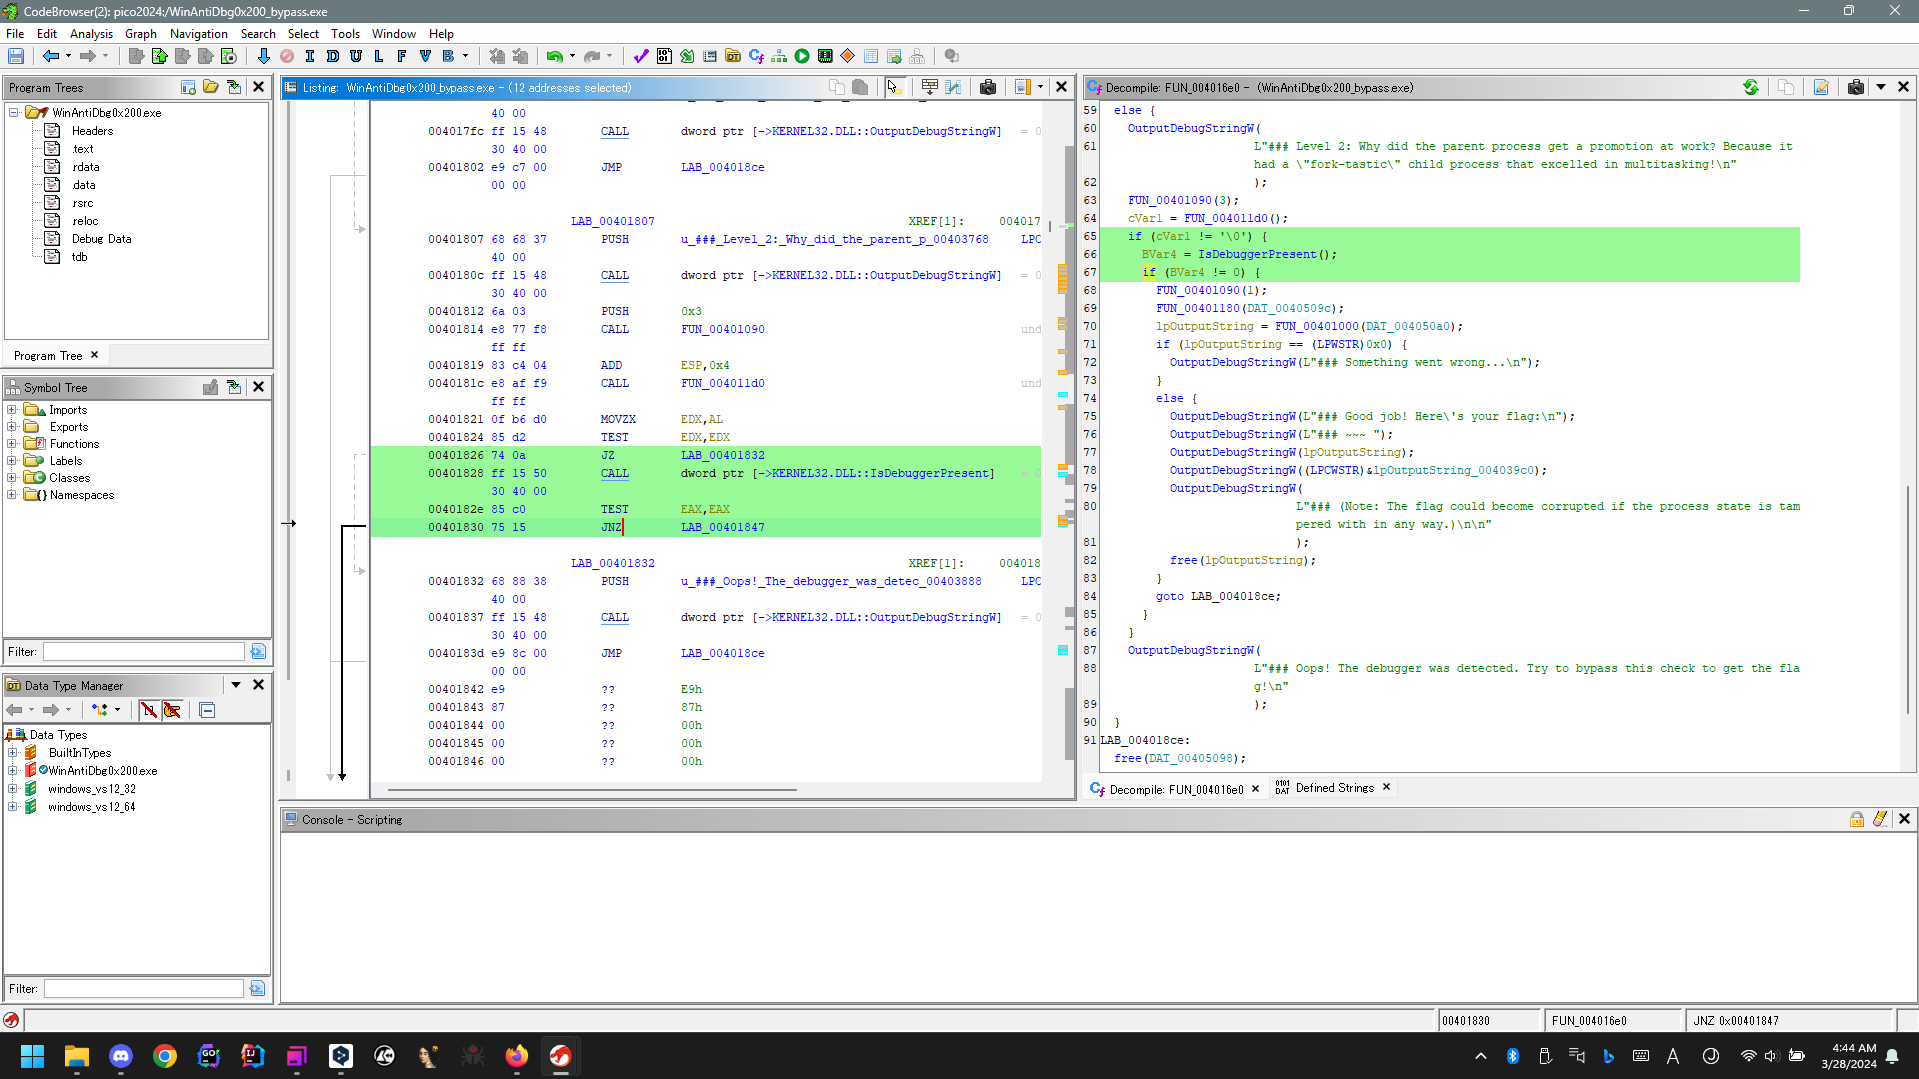 CodeBrowser(2): pico2024:/WinAntiDbg0x200_bypass.exe
File Edit Analysis Graph Navigation Search Select Tools Window Help
I D U L F V B
Program Trees
WinAntiDbg0x200.exe
Headers
.text
.rdata
.data
.rsrc
.reloc
Debug Data
tdb
Program Tree
Symbol Tree
Imports
Exports
Functions
Labels
Classes
Namespaces
Filter:
Data Type Manager
Data Types
BuiltInTypes
WinAntiDbg0x200.exe
windows_vs12_32
windows_vs12_64
Filter:
Listing: WinAntiDbg0x200_bypass.exe - (12 addresses selected)
40 00
004017fc ff 15 48 CALL dword ptr [->KERNEL32.DLL::OutputDebugStringW] = 0
30 40 00
00401802 e9 c7 00 JMP LAB_004018ce
00 00
LAB_00401807 XREF[1]: 004017
00401807 68 68 37 PUSH u_###_Level_2:_Why_did_the_parent_p_00403768 LPC
40 00
0040180c ff 15 48 CALL dword ptr [->KERNEL32.DLL::OutputDebugStringW] = 0
30 40 00
00401812 6a 03 PUSH 0x3
00401814 e8 77 f8 CALL FUN_00401090 und
ff ff
00401819 83 c4 04 ADD ESP,0x4
0040181c e8 af f9 CALL FUN_004011d0 und
ff ff
00401821 0f b6 d0 MOVZX EDX,AL
00401824 85 d2 TEST EDX,EDX
00401826 74 0a JZ LAB_00401832
00401828 ff 15 50 CALL dword ptr [->KERNEL32.DLL::IsDebuggerPresent] = 0
30 40 00
0040182e 85 c0 TEST EAX,EAX
00401830 75 15 JNZ LAB_00401847
LAB_00401832 XREF[1]: 004018
00401832 68 88 38 PUSH u_###_Oops!_The_debugger_was_detec_00403888 LPC
40 00
00401837 ff 15 48 CALL dword ptr [->KERNEL32.DLL::OutputDebugStringW] = 0
30 40 00
0040183d e9 8c 00 JMP LAB_004018ce
00 00
00401842 e9 ?? E9h
00401843 87 ?? 87h
00401844 00 ?? 00h
00401845 00 ?? 00h
00401846 00 ?? 00h
Decompile: FUN_004016e0 - (WinAntiDbg0x200_bypass.exe)
59 else {
60 OutputDebugStringW(
61 L"### Level 2: Why did the parent process get a promotion at work? Because it
had a \"fork-tastic\" child process that excelled in multitasking!\n"
62 );
63 FUN_00401090(3);
64 cVar1 = FUN_004011d0();
65 if (cVar1 != '\0') {
66 BVar4 = IsDebuggerPresent();
67 if (BVar4 != 0) {
68 FUN_00401090(1);
69 FUN_00401180(DAT_0040509c);
70 lpOutputString = FUN_00401000(DAT_004050a0);
71 if (lpOutputString == (LPWSTR)0x0) {
72 OutputDebugStringW(L"### Something went wrong...\n");
73 }
74 else {
75 OutputDebugStringW(L"### Good job! Here\'s your flag:\n");
76 OutputDebugStringW(L"### ~~~ ");
77 OutputDebugStringW(lpOutputString);
78 OutputDebugStringW((LPCWSTR)&lpOutputString_004039c0);
79 OutputDebugStringW(
80 L"### (Note: The flag could become corrupted if the process state is tam
pered with in any way.)\n\n"
81 );
82 free(lpOutputString);
83 }
84 goto LAB_004018ce;
85 }
86 }
87 OutputDebugStringW(
88 L"### Oops! The debugger was detected. Try to bypass this check to get the fla
g!\n"
89 );
90 }
91 LAB_004018ce:
free(DAT_00405098);
Decompile: FUN_004016e0
Defined Strings
Console - Scripting
00401830
FUN_004016e0
JNZ 0x00401847
4:44 AM
3/28/2024